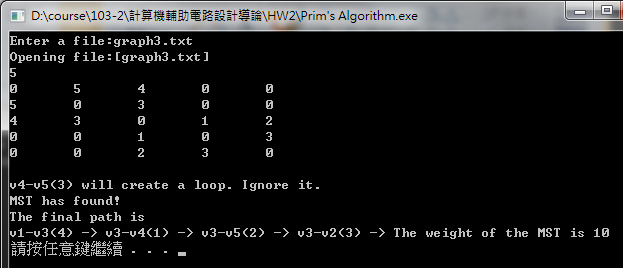 D:\course\103-2\計算機輔助電路設計導論\HW2\Prim's Algorithm.exe
Enter a file:graph3.txt
Opening file:[graph3.txt]
5
0 5 4 0 0
5 0 3 0 0
4 3 0 1 2
0 0 1 0 3
0 0 2 3 0
v4-v5(3) will create a loop. Ignore it.
MST has found!
The final path is
v1-v3(4) -> v3-v4(1) -> v3-v5(2) -> v3-v2(3) -> The weight of the MST is 10
請按任意鍵繼續 . . .